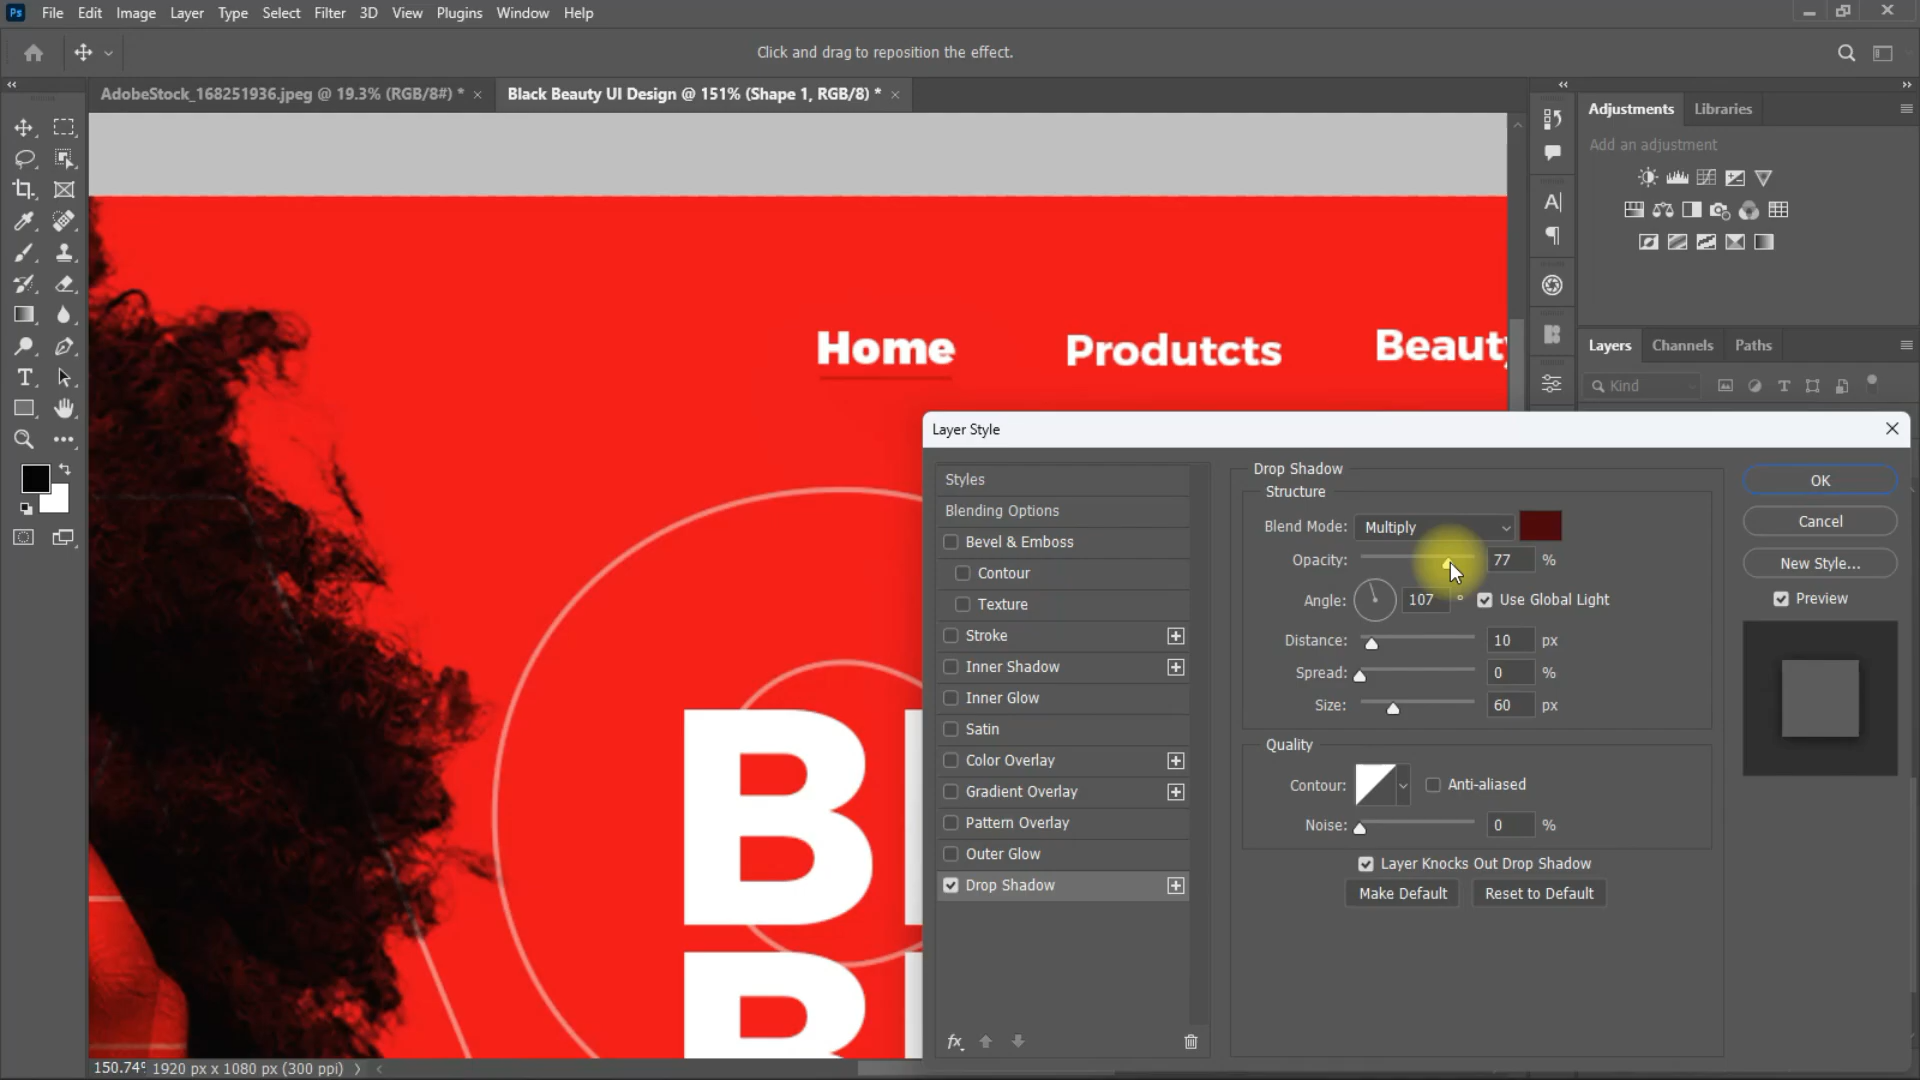 Ps File Edit Image Layer Type Select Filter 3D View Plugins Window Help
Click and drag to reposition the effect.
AdobeStock_168251936.jpeg @ 19.3% (RGB/8#) * × Black Beauty UI Design @ 151% (Shape 1, RGB/8) * ×
Adjustments Libraries
Add an adjustment
Home Produtcts Beauty
Layers Channels Paths
Kind
Layer Style
Styles
Blending Options
Bevel & Emboss
Contour
Texture
Stroke
Inner Shadow
Inner Glow
Satin
Color Overlay
Gradient Overlay
Pattern Overlay
Outer Glow
Drop Shadow
fx
Drop Shadow
Structure
Blend Mode: Multiply
Opacity: 77 %
Angle: 107 ° Use Global Light
Distance: 10 px
Spread: 0 %
Size: 60 px
Quality
Contour: Anti-aliased
Noise: 0 %
Layer Knocks Out Drop Shadow
Make Default Reset to Default
OK
Cancel
New Style...
Preview
B
B
150.74% 1920 px x 1080 px (300 ppi)